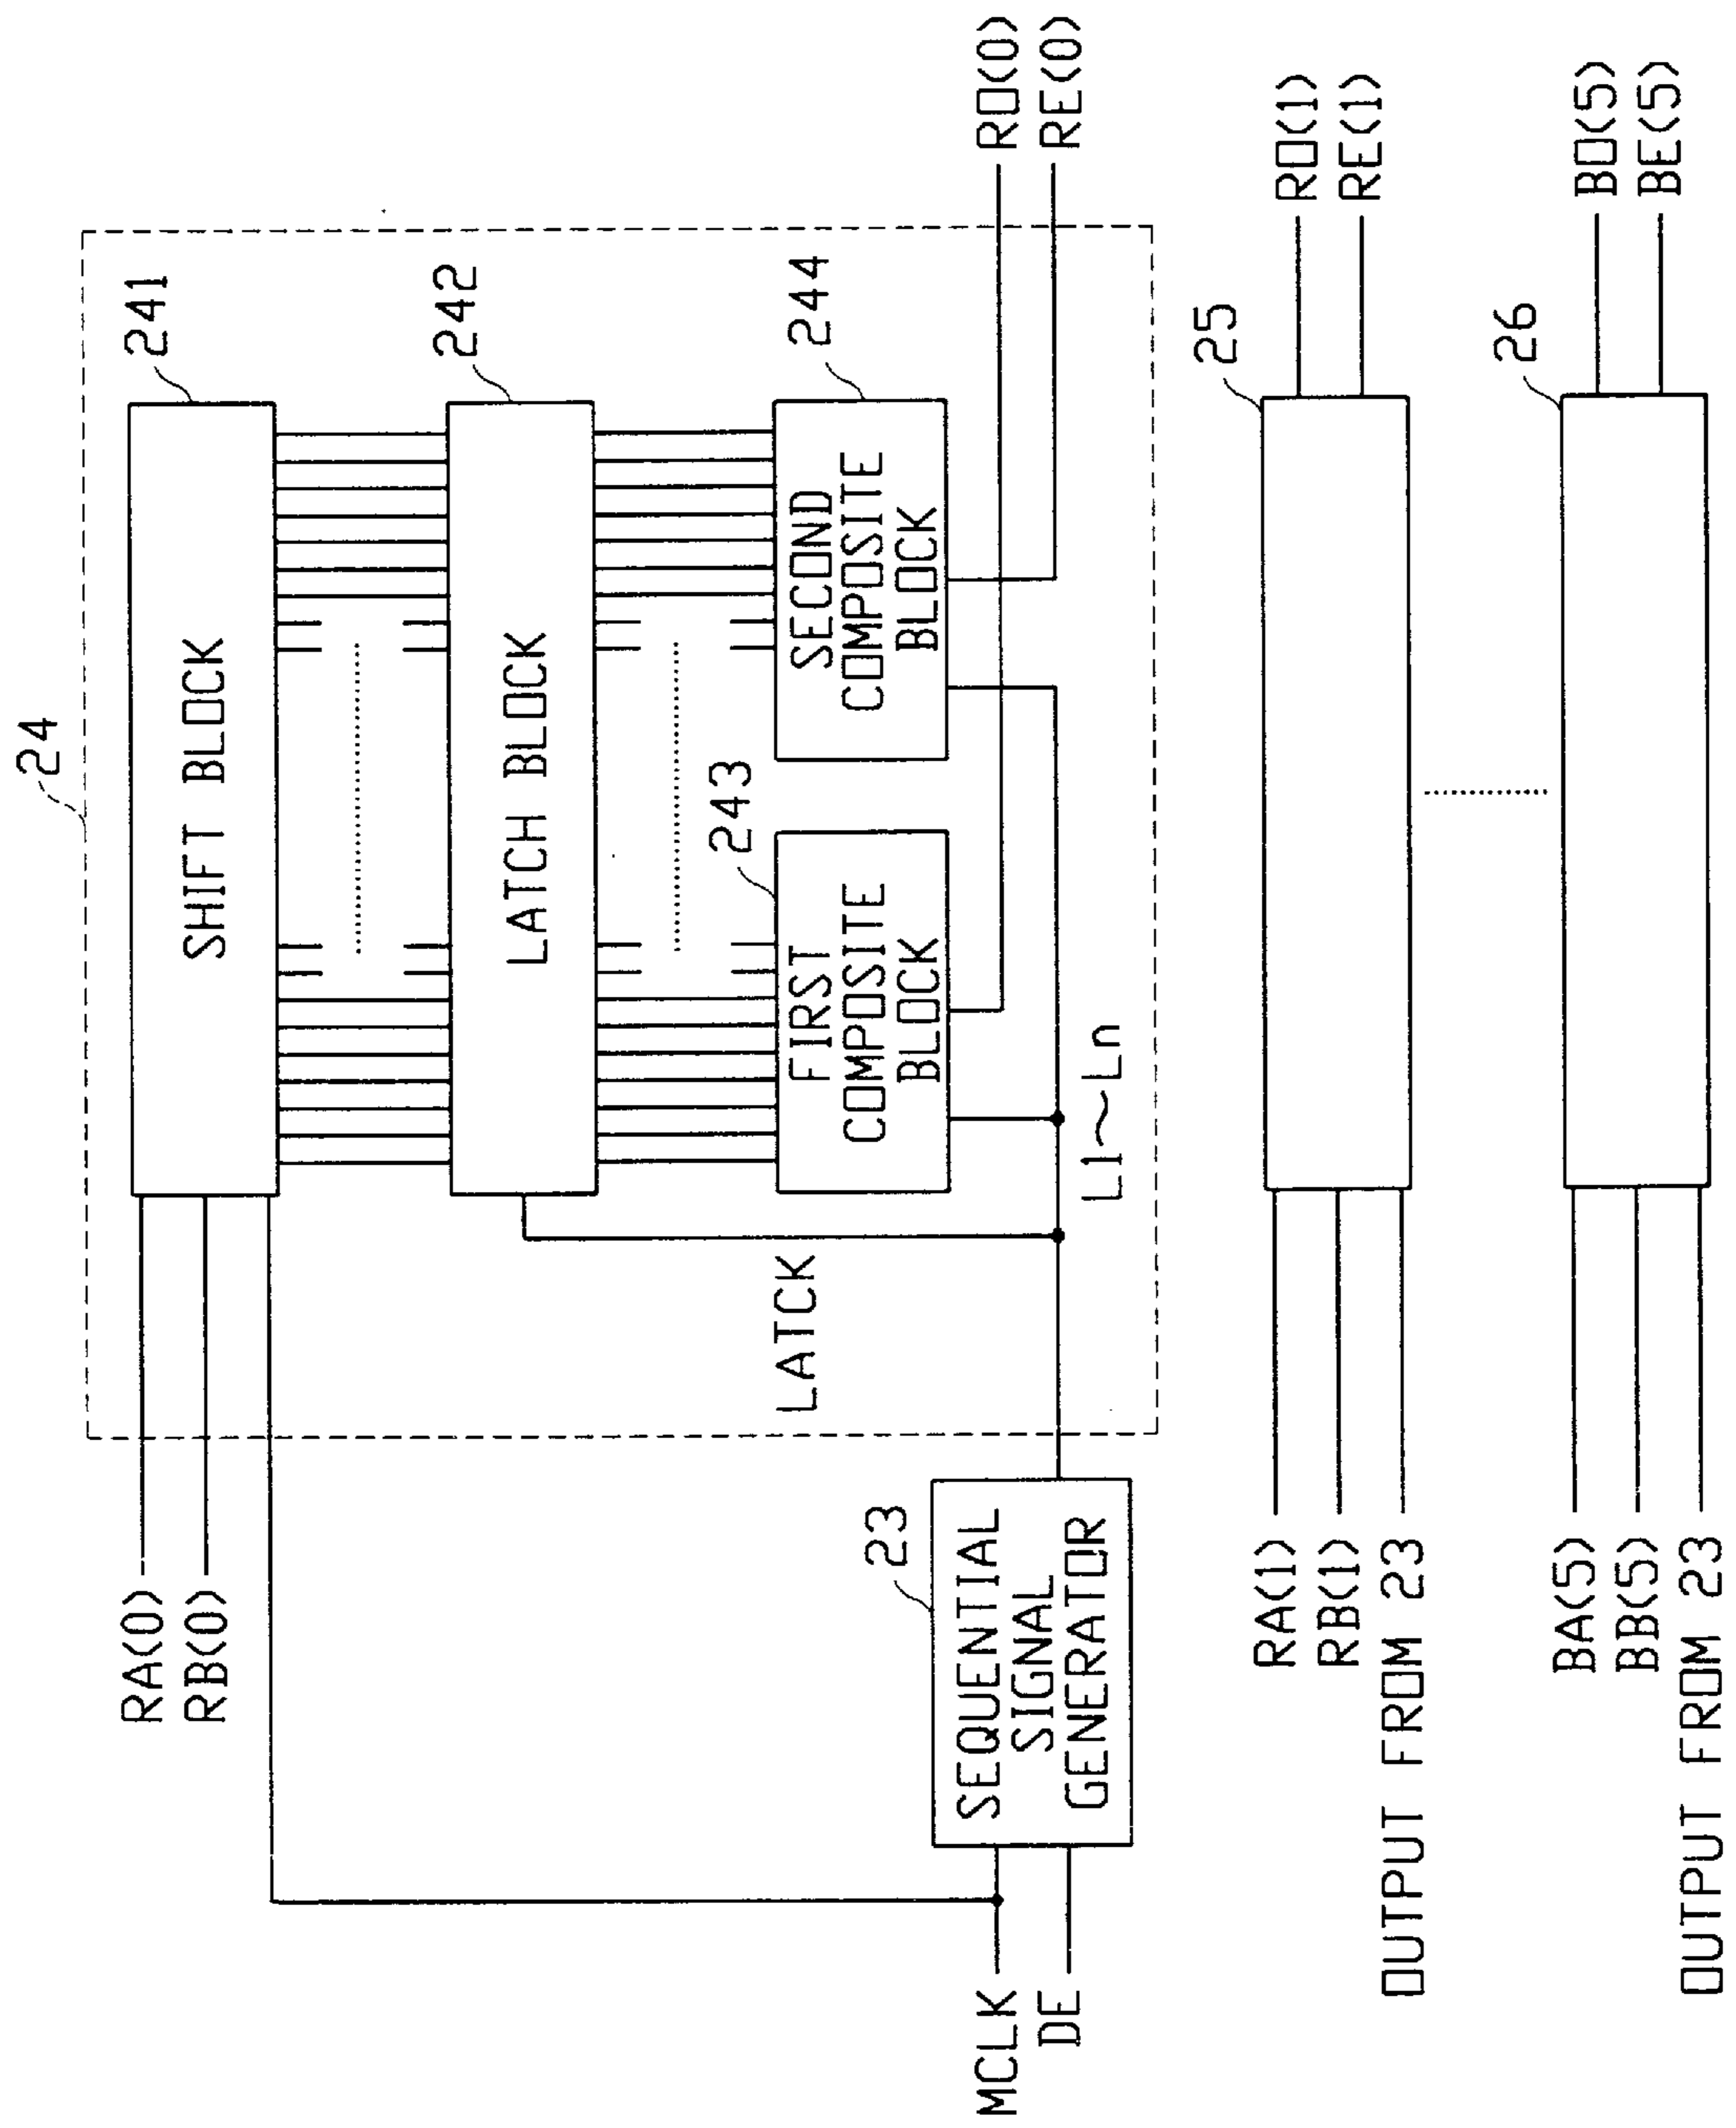 24
RA(0)
RB(0)
SHIFT BLOCK
241
LATCH BLOCK
242
243
FIRST
COMPOSITE
BLOCK
244
SECOND
COMPOSITE
BLOCK
LATCK
L1~Ln
RO(0)
RE(0)
MCLK
DE
23
SEQUENTIAL
SIGNAL
GENERATOR
RA(1)
RB(1)
OUTPUT FROM 23
25
RO(1)
RE(1)
BA(5)
BB(5)
OUTPUT FROM 23
26
BO(5)
BE(5)